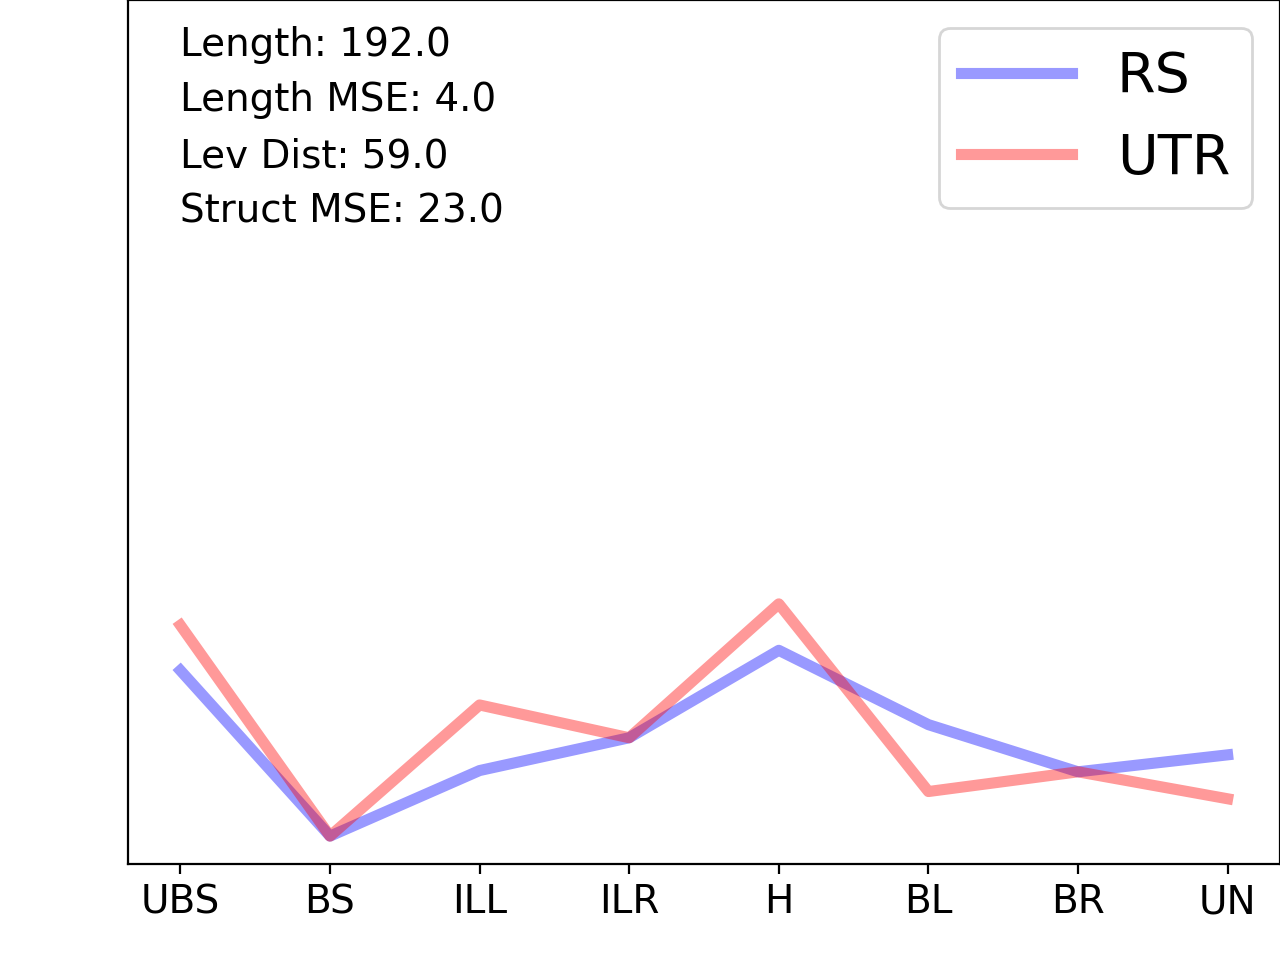 Length: 192.0
Length MSE: 4.0
Lev Dist: 59.0
Struct MSE: 23.0
RS
UTR
UBS BS ILL ILR H BL BR UN